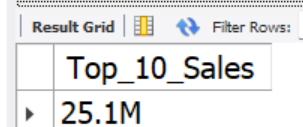 Result Grid Filter Rows:
Top_10_Sales
25.1M